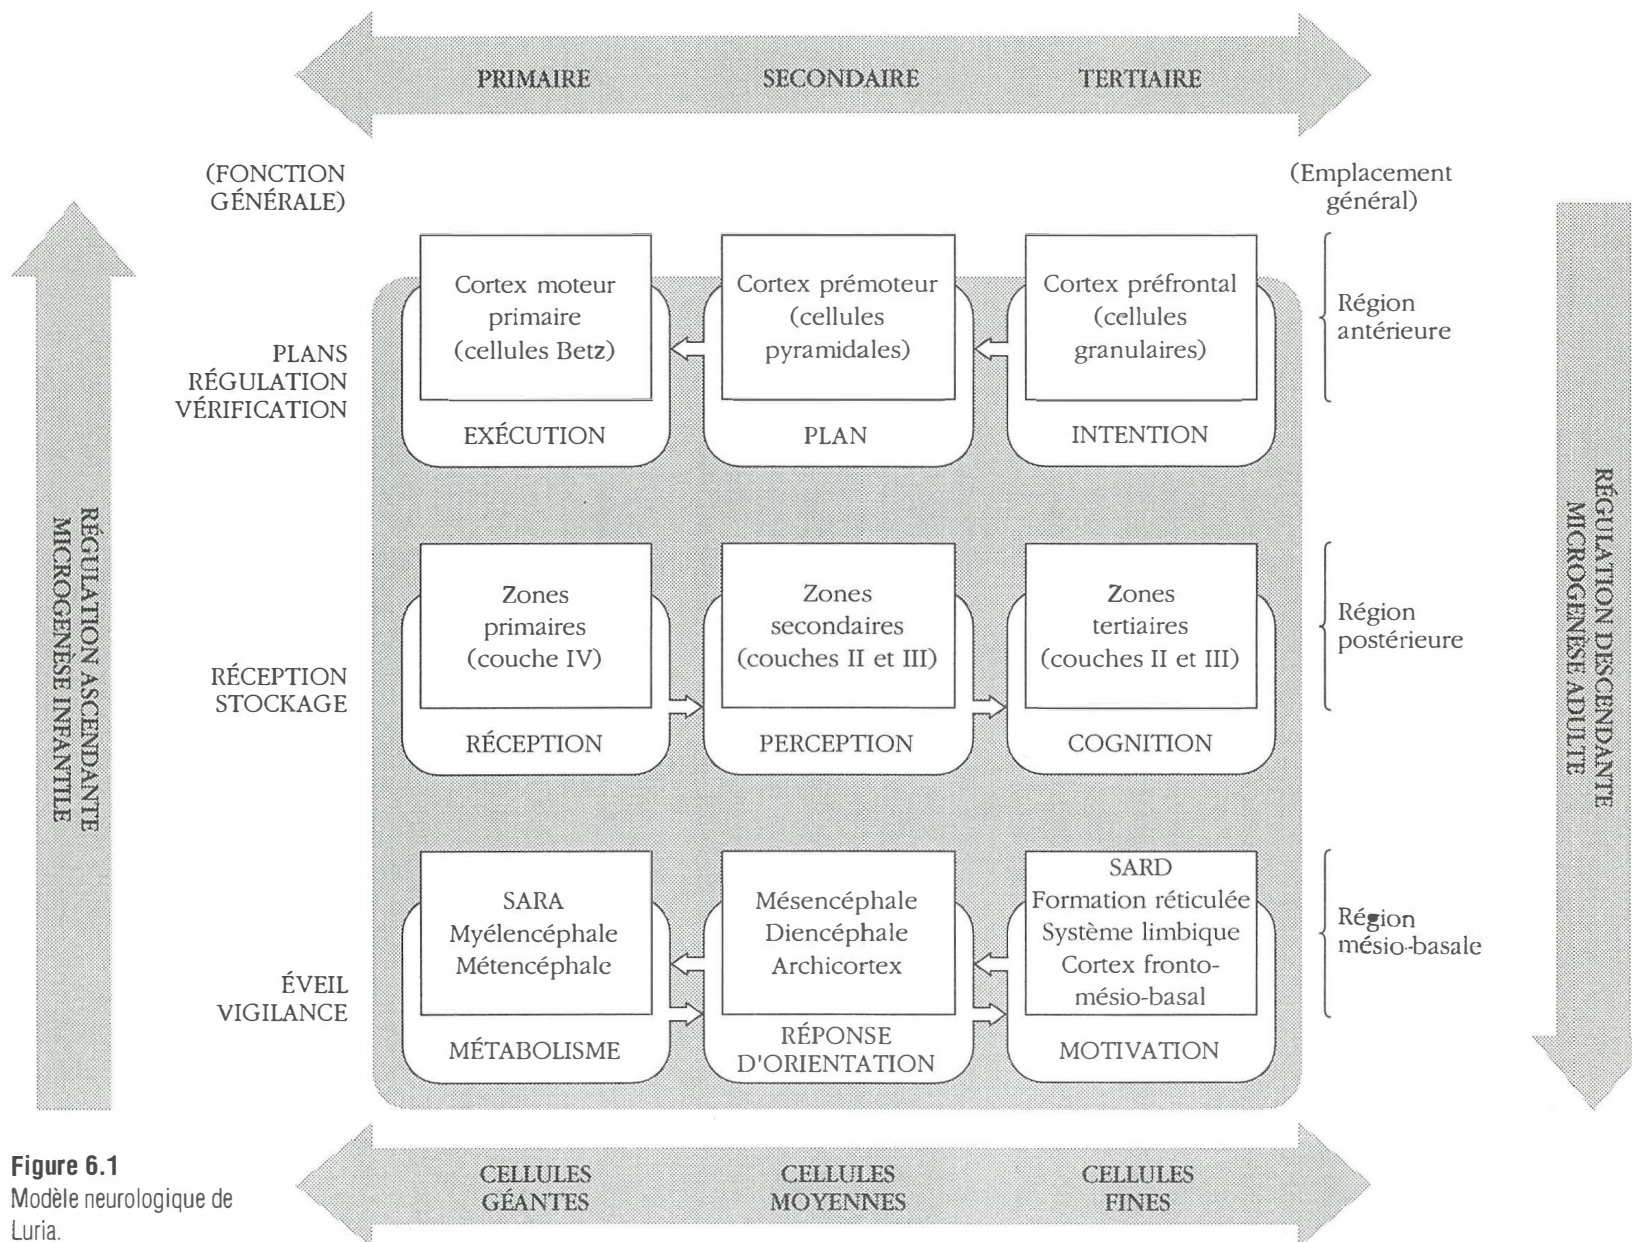 PRIMAIRE
SECONDAIRE
TERTIAIRE
(FONCTION
GÉNÉRALE)
(Emplacement
général)
RÉGULATION ASCENDANTE
MICROGENÈSE INFANTILE
PLANS
RÉGULATION
VÉRIFICATION
Cortex moteur
primaire
(cellules Betz)
EXÉCUTION
Cortex prémoteur
(cellules
pyramidales)
PLAN
Cortex préfrontal
(cellules
granulaires)
INTENTION
Région
antérieure
RÉCEPTION
STOCKAGE
Zones
primaires
(couche IV)
RÉCEPTION
Zones
secondaires
(couches II et III)
PERCEPTION
Zones
tertiaires
(couches II et III)
COGNITION
Région
postérieure
ÉVEIL
VIGILANCE
SARA
Myélencéphale
Métencéphale
MÉTABOLISME
Mésencéphale
Diencéphale
Archicortex
RÉPONSE
D'ORIENTATION
SARD
Formation réticulée
Système limbique
Cortex fronto-
mésio-basal
MOTIVATION
Région
mésio-basale
RÉGULATION DESCENDANTE
MICROGENÈSE ADULTE
CELLULES
GÉANTES
CELLULES
MOYENNES
CELLULES
FINES
Figure 6.1
Modèle neurologique de
Luria.